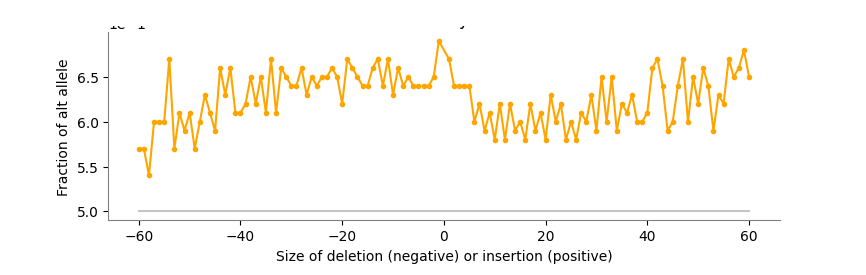 6.5
6.0
5.5
5.0
Fraction of alt allele
−60 −40 −20 0 20 40 60
Size of deletion (negative) or insertion (positive)